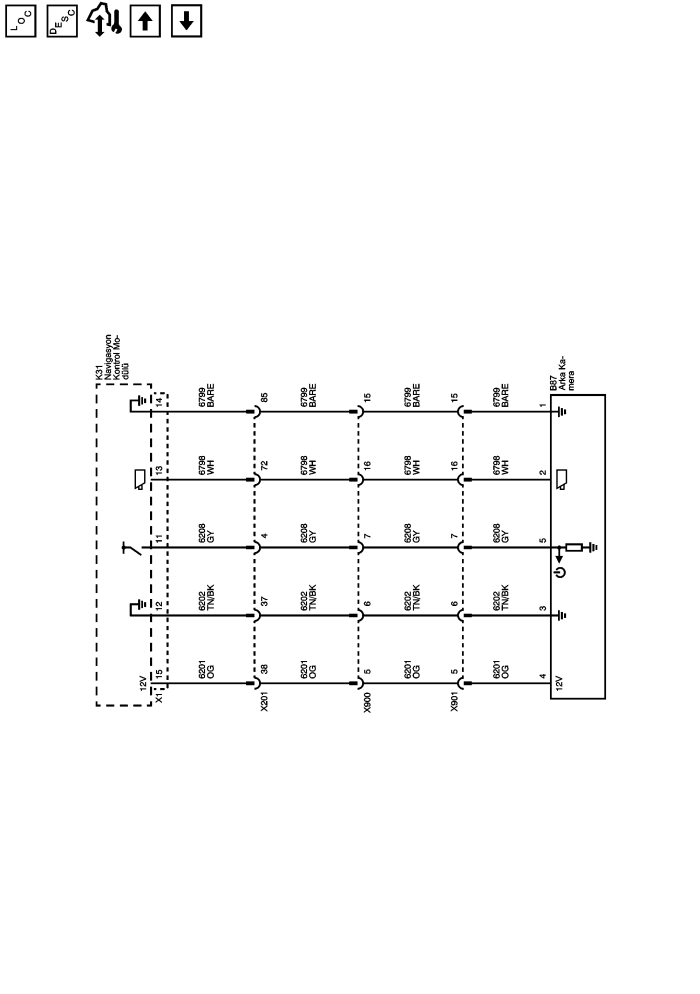 LOC
DESC
K31
Navigasyon
Kontrol Mo-
dülü
12V
X1
15
12
11
13
14
6201
OG
6202
TN/BK
6208
GY
6798
WH
6799
BARE
X201
38
37
4
72
85
6201
OG
6202
TN/BK
6208
GY
6798
WH
6799
BARE
X900
5
6
7
16
15
6201
OG
6202
TN/BK
6208
GY
6798
WH
6799
BARE
X901
5
6
7
16
15
6201
OG
6202
TN/BK
6208
GY
6798
WH
6799
BARE
4
3
5
2
1
B87
Arka Ka-
mera
12V